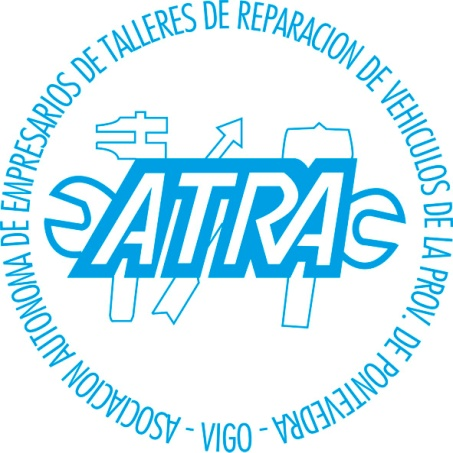 ASOCIACION AUTONOMA DE EMPRESARIOS DE TALLERES DE REPARACION DE VEHICULOS DE LA PROV. DE PONTEVEDRA - VIGO -
ATRA